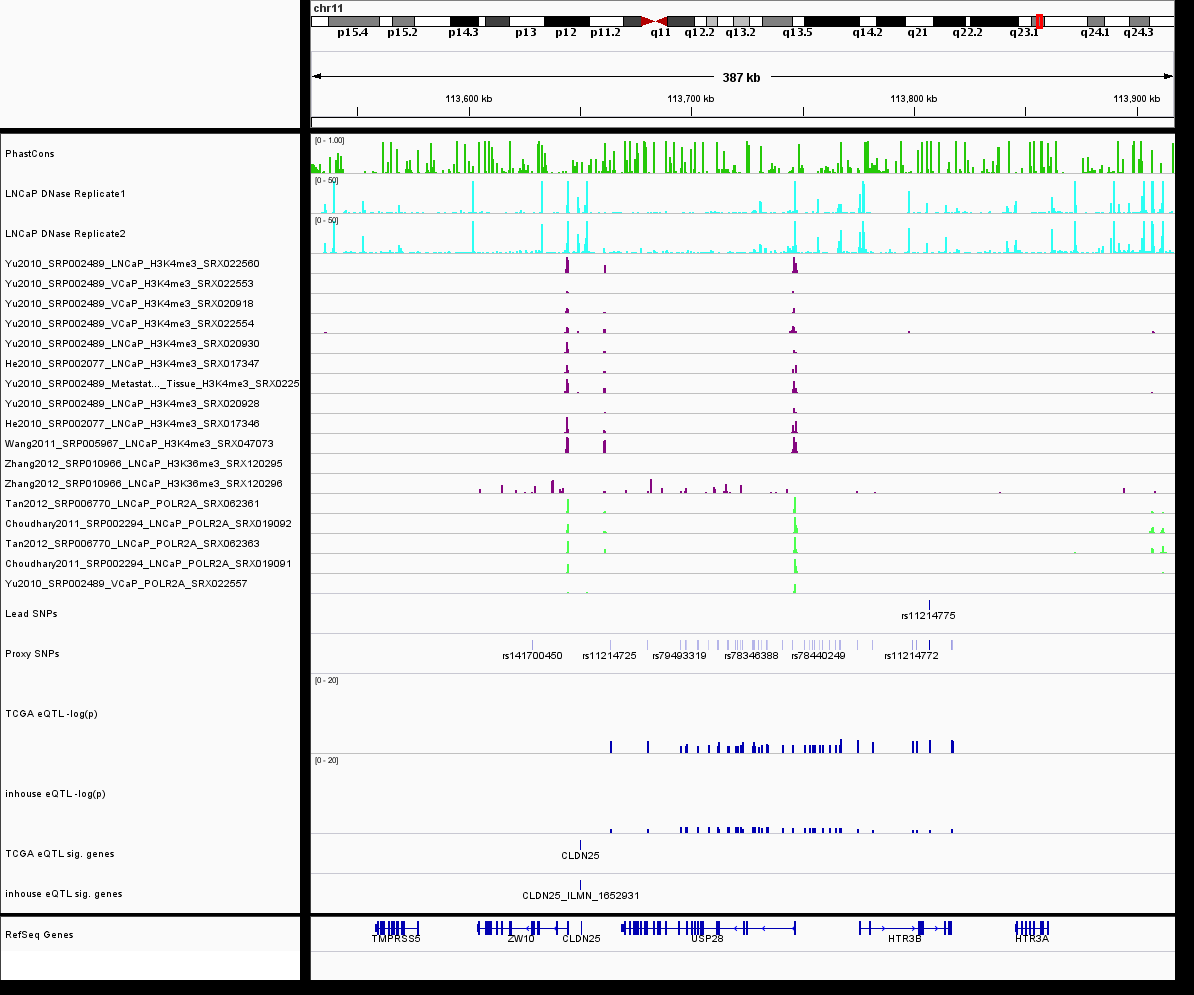 chr11
p15.4 p15.2 p14.3 p13 p12 p11.2 q11 q12.2 q13.2 q13.5 q14.2 q21 q22.2 q23.1 q24.1 q24.3
387 kb
113,600 kb 113,700 kb 113,800 kb 113,900 kb
[0 - 1.00]
PhastCons
[0 - 50]
LNCaP DNase Replicate1
[0 - 50]
LNCaP DNase Replicate2
Yu2010_SRP002489_LNCaP_H3K4me3_SRX022560
Yu2010_SRP002489_VCaP_H3K4me3_SRX022553
Yu2010_SRP002489_LNCaP_H3K4me3_SRX020918
Yu2010_SRP002489_VCaP_H3K4me3_SRX022554
Yu2010_SRP002489_LNCaP_H3K4me3_SRX020930
He2010_SRP002077_LNCaP_H3K4me3_SRX017347
Yu2010_SRP002489_Metastat..._Tissue_H3K4me3_SRX0225
Yu2010_SRP002489_LNCaP_H3K4me3_SRX020928
He2010_SRP002077_LNCaP_H3K4me3_SRX017346
Wang2011_SRP005967_LNCaP_H3K4me3_SRX047073
Zhang2012_SRP010966_LNCaP_H3K36me3_SRX120295
Zhang2012_SRP010966_LNCaP_H3K36me3_SRX120296
Tan2012_SRP006770_LNCaP_POLR2A_SRX062361
Choudhary2011_SRP002294_LNCaP_POLR2A_SRX019092
Tan2012_SRP006770_LNCaP_POLR2A_SRX062363
Choudhary2011_SRP002294_LNCaP_POLR2A_SRX019091
Yu2010_SRP002489_VCaP_POLR2A_SRX022557
Lead SNPs
rs11214775
Proxy SNPs
rs141700450 rs11214725 rs79493319 rs78346388 rs78440249 rs11214772
[0 - 20]
TCGA eQTL -log(p)
[0 - 20]
inhouse eQTL -log(p)
TCGA eQTL sig. genes
CLDN25
inhouse eQTL sig. genes
CLDN25_ILMN_1652931
RefSeq Genes
TMPRSS5 ZW10 CLDN25 USP28 HTR3B HTR3A